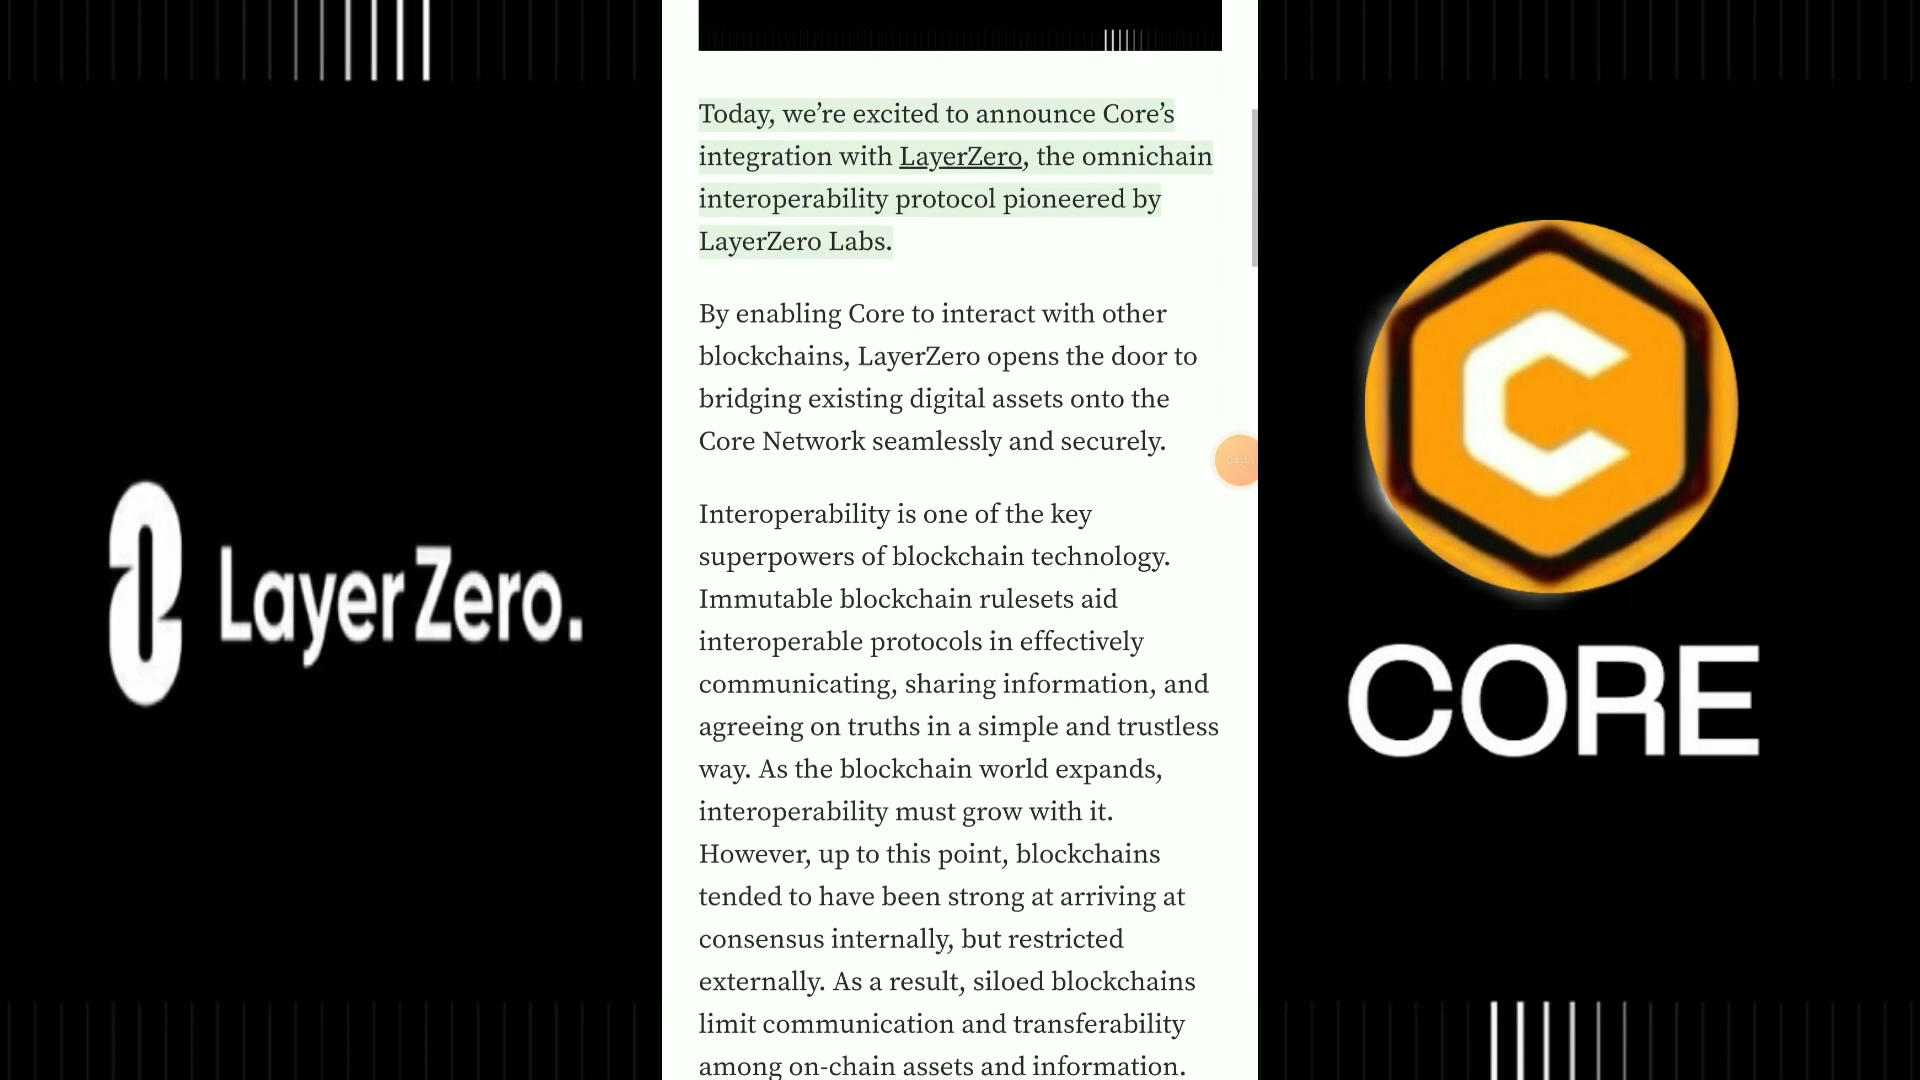 Today, we’re excited to announce Core’s
integration with LayerZero, the omnichain
interoperability protocol pioneered by
LayerZero Labs.
By enabling Core to interact with other
blockchains, LayerZero opens the door to
bridging existing digital assets onto the
Core Network seamlessly and securely.
Interoperability is one of the key
superpowers of blockchain technology.
Immutable blockchain rulesets aid
interoperable protocols in effectively
communicating, sharing information, and
agreeing on truths in a simple and trustless
way. As the blockchain world expands,
interoperability must grow with it.
However, up to this point, blockchains
tended to have been strong at arriving at
consensus internally, but restricted
externally. As a result, siloed blockchains
limit communication and transferability
among on-chain assets and information.
LayerZero.
CORE